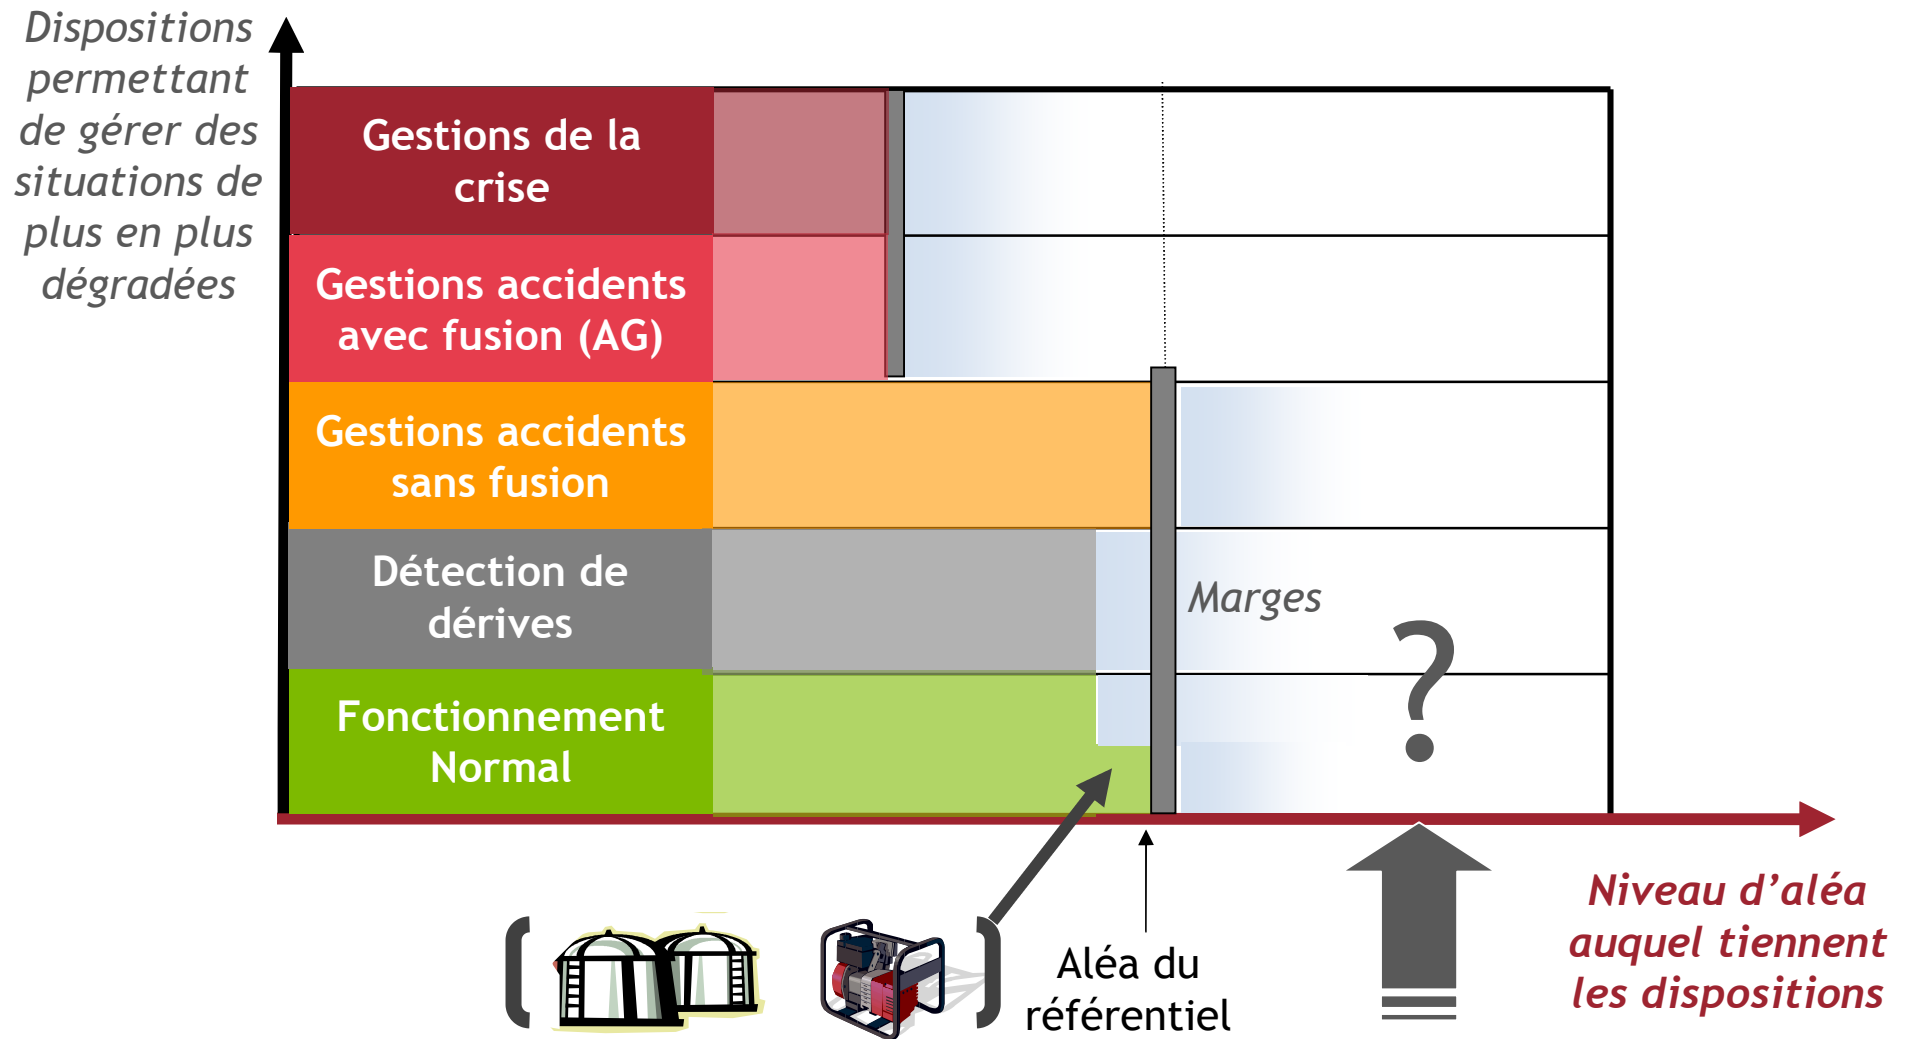 Dispositions
permettant
de gérer des
situations de
plus en plus
dégradées
Gestions de la
crise
Gestions accidents
avec fusion (AG)
Gestions accidents
sans fusion
Détection de
dérives
Marges
?
Fonctionnement
Normal
Aléa du
référentiel
Niveau d’aléa
auquel tiennent
les dispositions